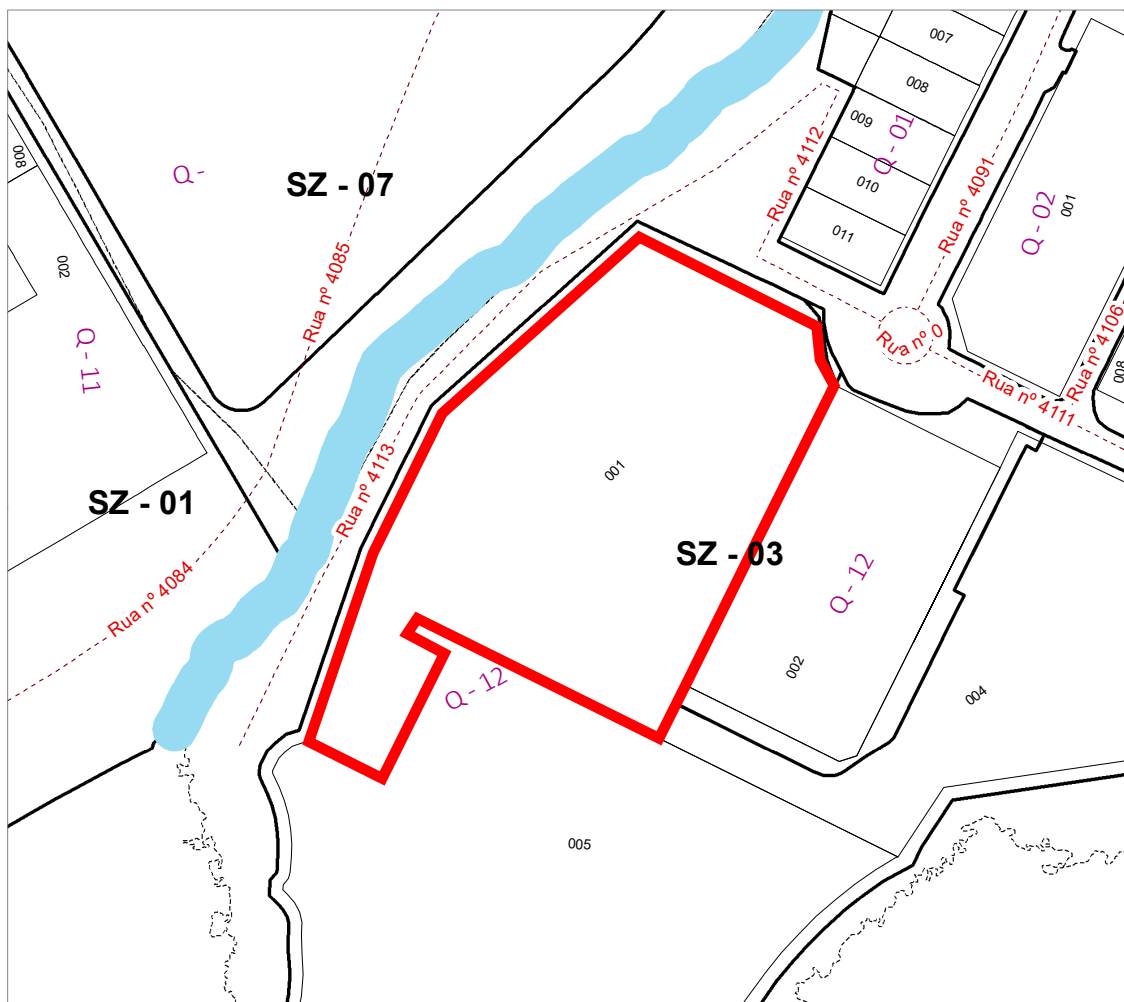 007
008
009
010
011
Q - 01
Rua nº 4112
Rua nº 4091
Q - 02
001
Rua nº 4106
008
Rua nº 0
Rua nº 4111
008
002
Q - 11
Q -
SZ - 07
Rua nº 4085
SZ - 01
Rua nº 4084
Rua nº 4113
001
SZ - 03
Q - 12
002
004
Q - 12
005